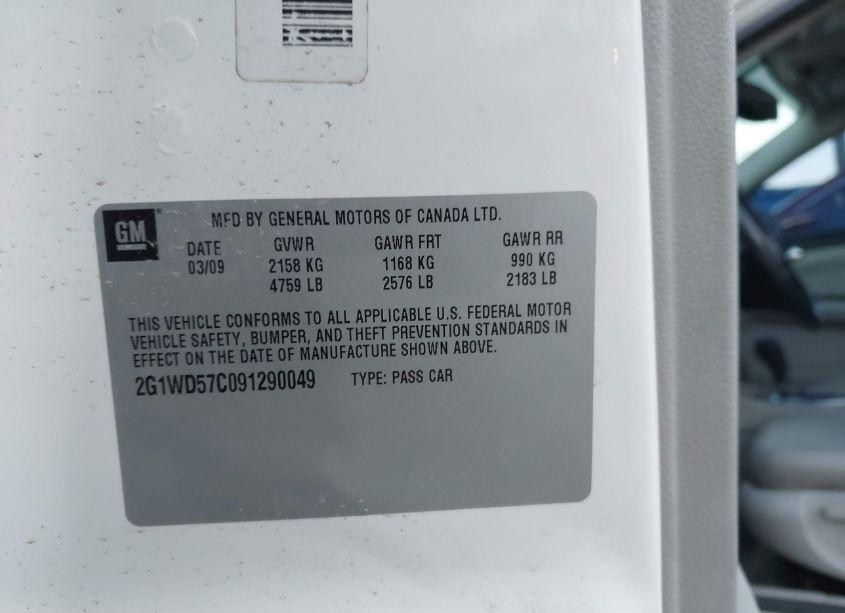 GM
MFD BY GENERAL MOTORS OF CANADA LTD.
DATE GVWR GAWR FRT GAWR RR
03/09 2158 KG 1168 KG 990 KG
4759 LB 2576 LB 2183 LB
THIS VEHICLE CONFORMS TO ALL APPLICABLE U.S. FEDERAL MOTOR
VEHICLE SAFETY, BUMPER, AND THEFT PREVENTION STANDARDS IN
EFFECT ON THE DATE OF MANUFACTURE SHOWN ABOVE.
2G1WD57C091290049 TYPE: PASS CAR